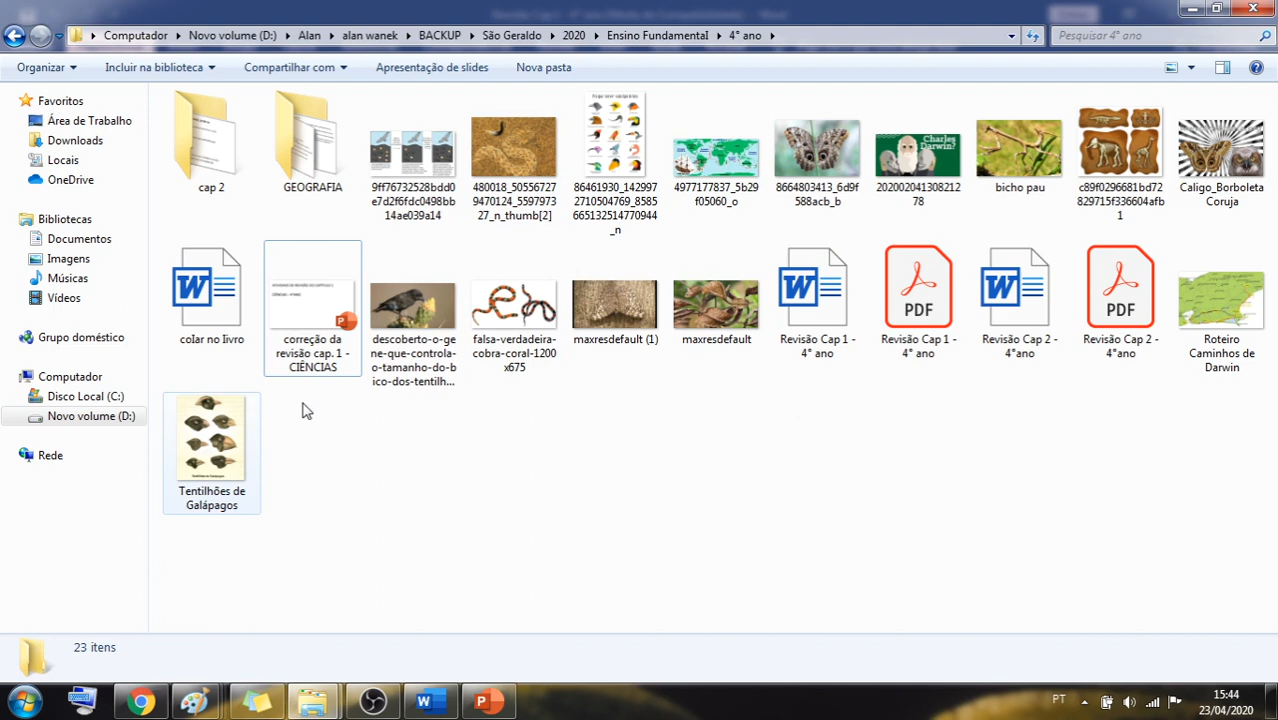 Computador
Novo volume (D:)
Alan
alan wanek
BACKUP
São Geraldo
2020
Ensino Fundamental
4° ano
Pesquisar 4° ano
Organizar
Incluir na biblioteca
Compartilhar com
Apresentação de slides
Nova pasta
Favoritos
Área de Trabalho
Downloads
Locais
OneDrive
Bibliotecas
Documentos
Imagens
Músicas
Vídeos
Grupo doméstico
Computador
Disco Local (C:)
Novo volume (D:)
Rede
cap 2
GEOGRAFIA
9ff76732528bdd0
e7d2f6fdc0498bb
14ae039a14
480018_50556727
9470124_5597973
27_n_thumb[2]
86461930_142997
2710504769_8585
665132514770944
_n
4977177837_5b29
f05060_o
8664803413_6d9f
588acb_b
Charles
Darwin?
202002041308212
78
bicho pau
c89f0296681bd72
829715f336604afb
1
Caligo_Borboleta
Coruja
colar no livro
correção da
revisão cap. 1 -
CIÊNCIAS
descoberto-o-ge
ne-que-controla-
o-tamanho-do-b
ico-dos-tentilh...
falsa-verdadeira-
cobra-coral-1200
x675
maxresdefault (1)
maxresdefault
Revisão Cap 1 -
4° ano
PDF
Revisão Cap 1 -
4° ano
Revisão Cap 2 -
4°ano
PDF
Revisão Cap 2 -
4°ano
Roteiro
Caminhos de
Darwin
Tentilhões de
Galápagos
23 itens
PT
15:44
23/04/2020